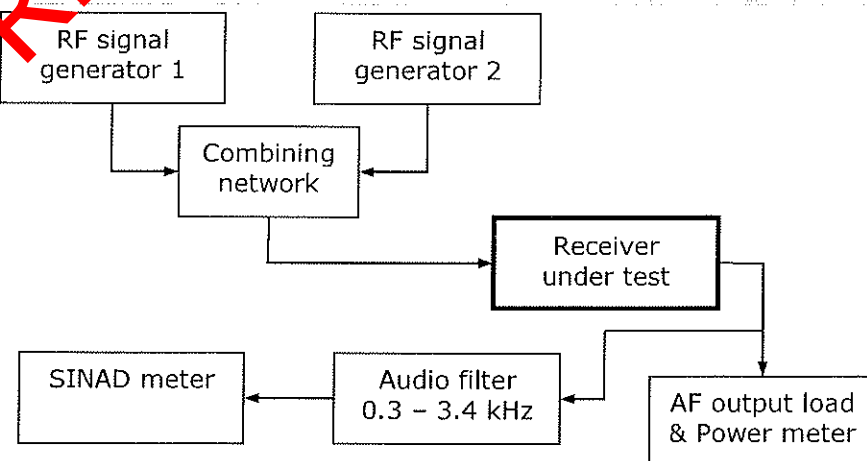 RF signal
generator 1
RF signal
generator 2
Combining
network
Receiver
under test
SINAD meter
Audio filter
0.3 – 3.4 kHz
AF output load
& Power meter